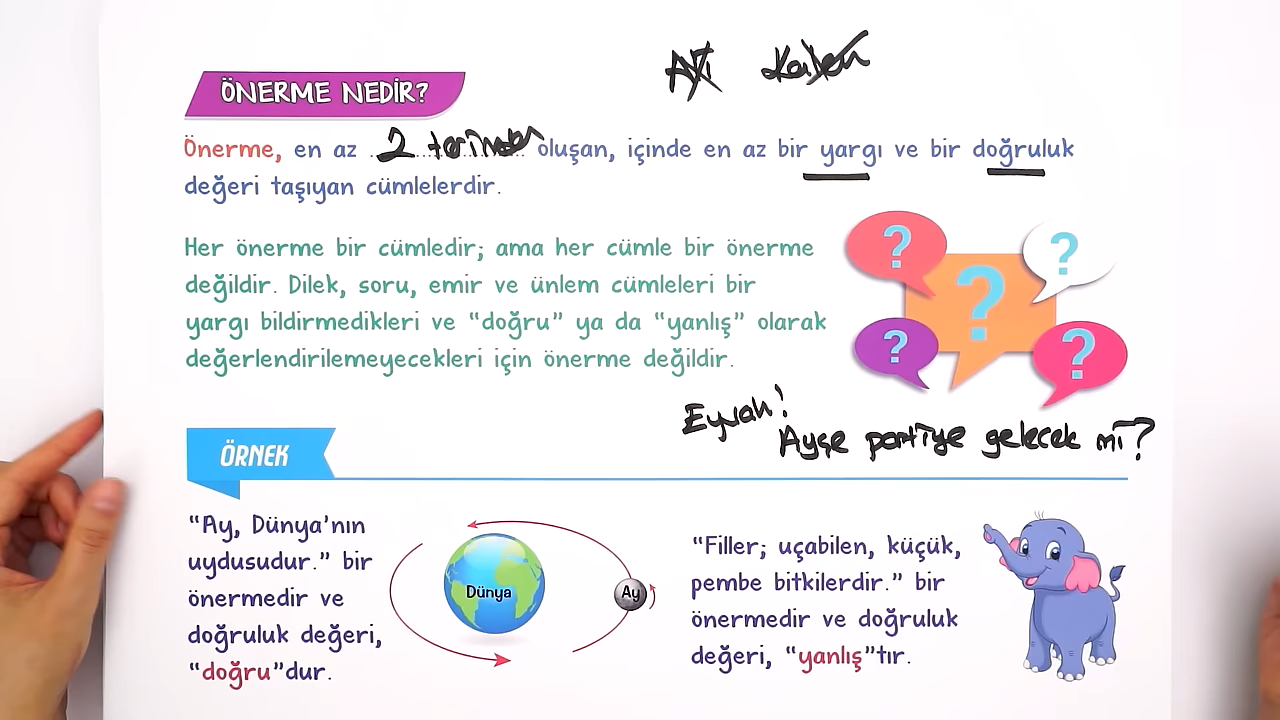 ÖNERME NEDİR?
Önerme, en az 2 terimden oluşan, içinde en az bir yargı ve bir doğruluk
değeri taşıyan cümlelerdir.
Her önerme bir cümledir; ama her cümle bir önerme
değildir. Dilek, soru, emir ve ünlem cümleleri bir
yargı bildirmedikleri ve “doğru” ya da “yanlış” olarak
değerlendirilemeyecekleri için önerme değildir.
?
?
?
?
?
Eyvah!
Ayşe partiye gelecek mi?
ÖRNEK
“Ay, Dünya’nın
uydusudur.” bir
önermedir ve
doğruluk değeri,
“doğru”dur.
Dünya
Ay
“Filler; uçabilen, küçük,
pembe bitkilerdir.” bir
önermedir ve doğruluk
değeri, “yanlış”tır.